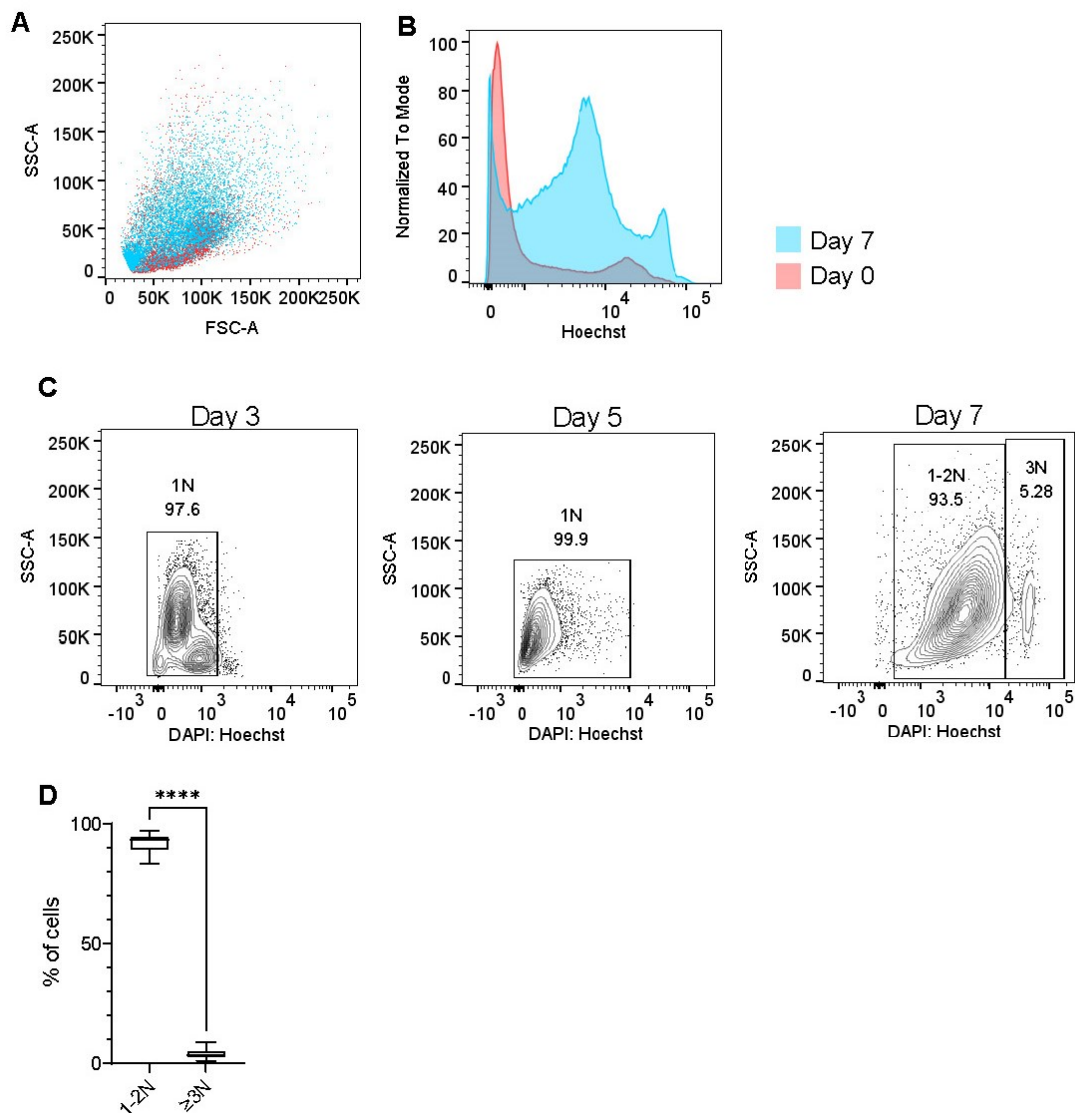 A
250K
200K
150K
100K
50K
0
SSC-A
0 50K 100K 150K 200K 250K
FSC-A
B
100
80
60
40
20
0
Normalized To Mode
0 10^4 10^5
Hoechst
Day 7
Day 0
C
Day 3
250K
200K
150K
100K
50K
0
SSC-A
1N
97.6
-10^3 0 10^3 10^4 10^5
DAPI: Hoechst
Day 5
250K
200K
150K
100K
50K
0
SSC-A
1N
99.9
-10^3 0 10^3 10^4 10^5
DAPI: Hoechst
Day 7
250K
200K
150K
100K
50K
0
SSC-A
1-2N
93.5
3N
5.28
-10^3 0 10^3 10^4 10^5
DAPI: Hoechst
D
****
100
50
0
% of cells
1-2N
≥3N